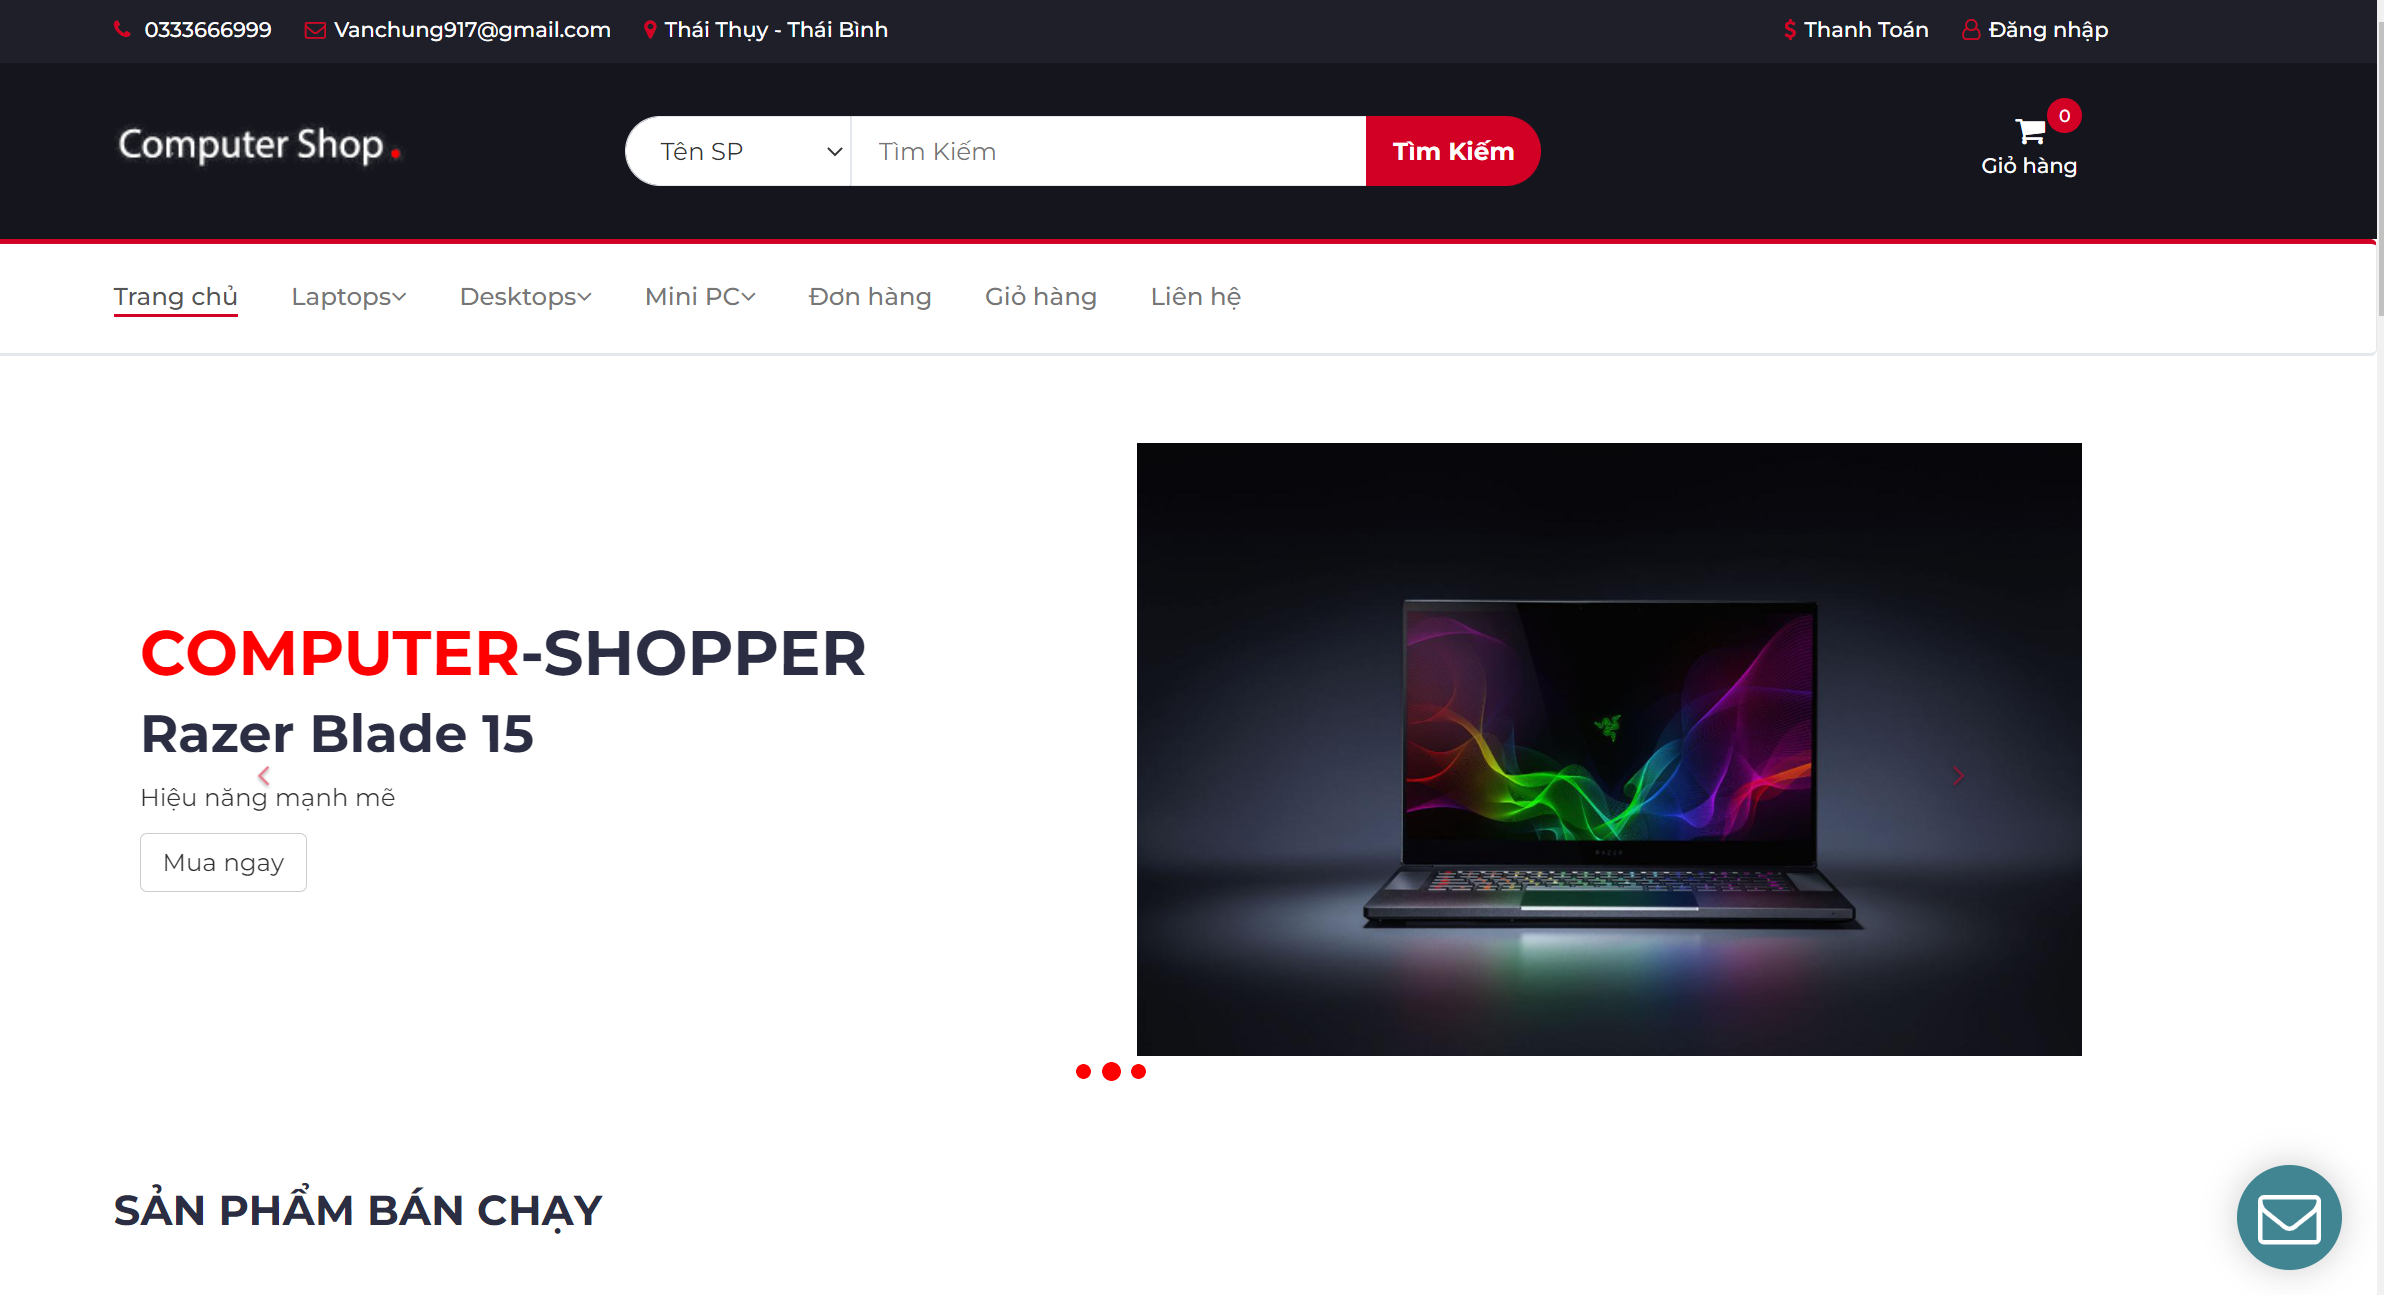 0333666999 Vanchung917@gmail.com Thái Thụy - Thái Bình Thanh Toán Đăng nhập
Computer Shop.
Tên SP Tìm Kiếm Tìm Kiếm
0
Giỏ hàng
Trang chủ Laptops Desktops Mini PC Đơn hàng Giỏ hàng Liên hệ
COMPUTER-SHOPPER
Razer Blade 15
Hiệu năng mạnh mẽ
Mua ngay
RAZER
SẢN PHẨM BÁN CHẠY